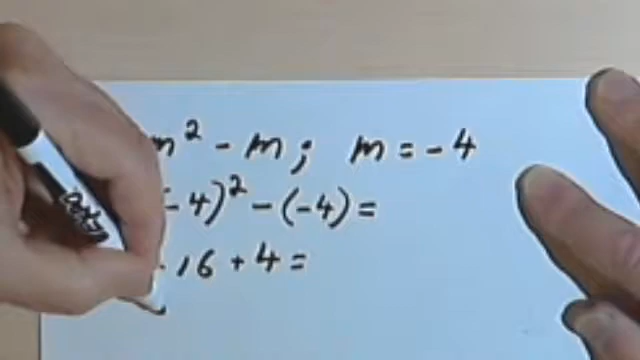 m² - m; m = -4
- 4)² - (-4) =
- 16 + 4 =